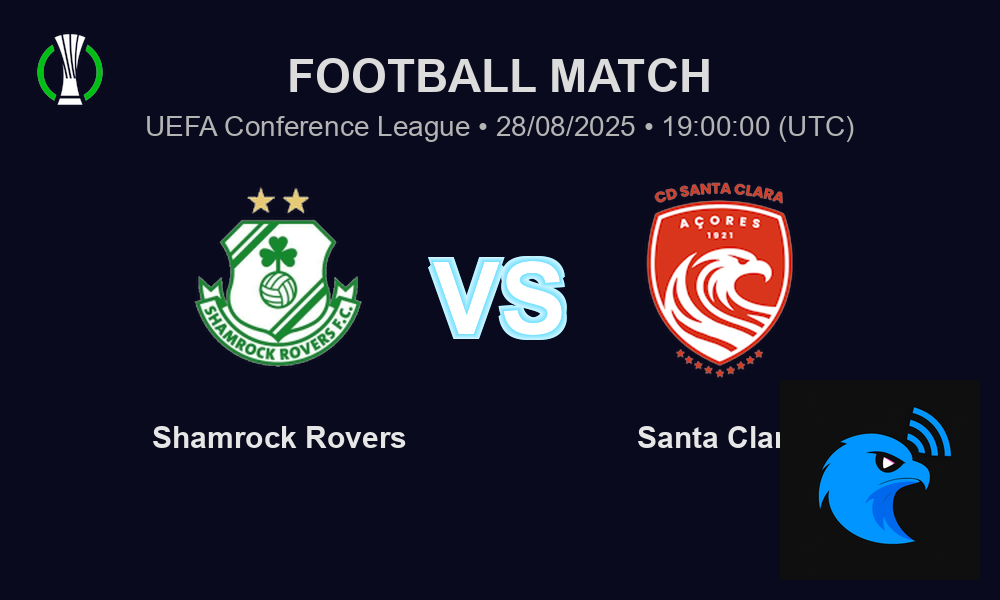 FOOTBALL MATCH
UEFA Conference League • 28/08/2025 • 19:00:00 (UTC)
SHAMROCK ROVERS F.C.
CD SANTA CLARA
AÇORES
1921
VS
Shamrock Rovers
Santa Clar